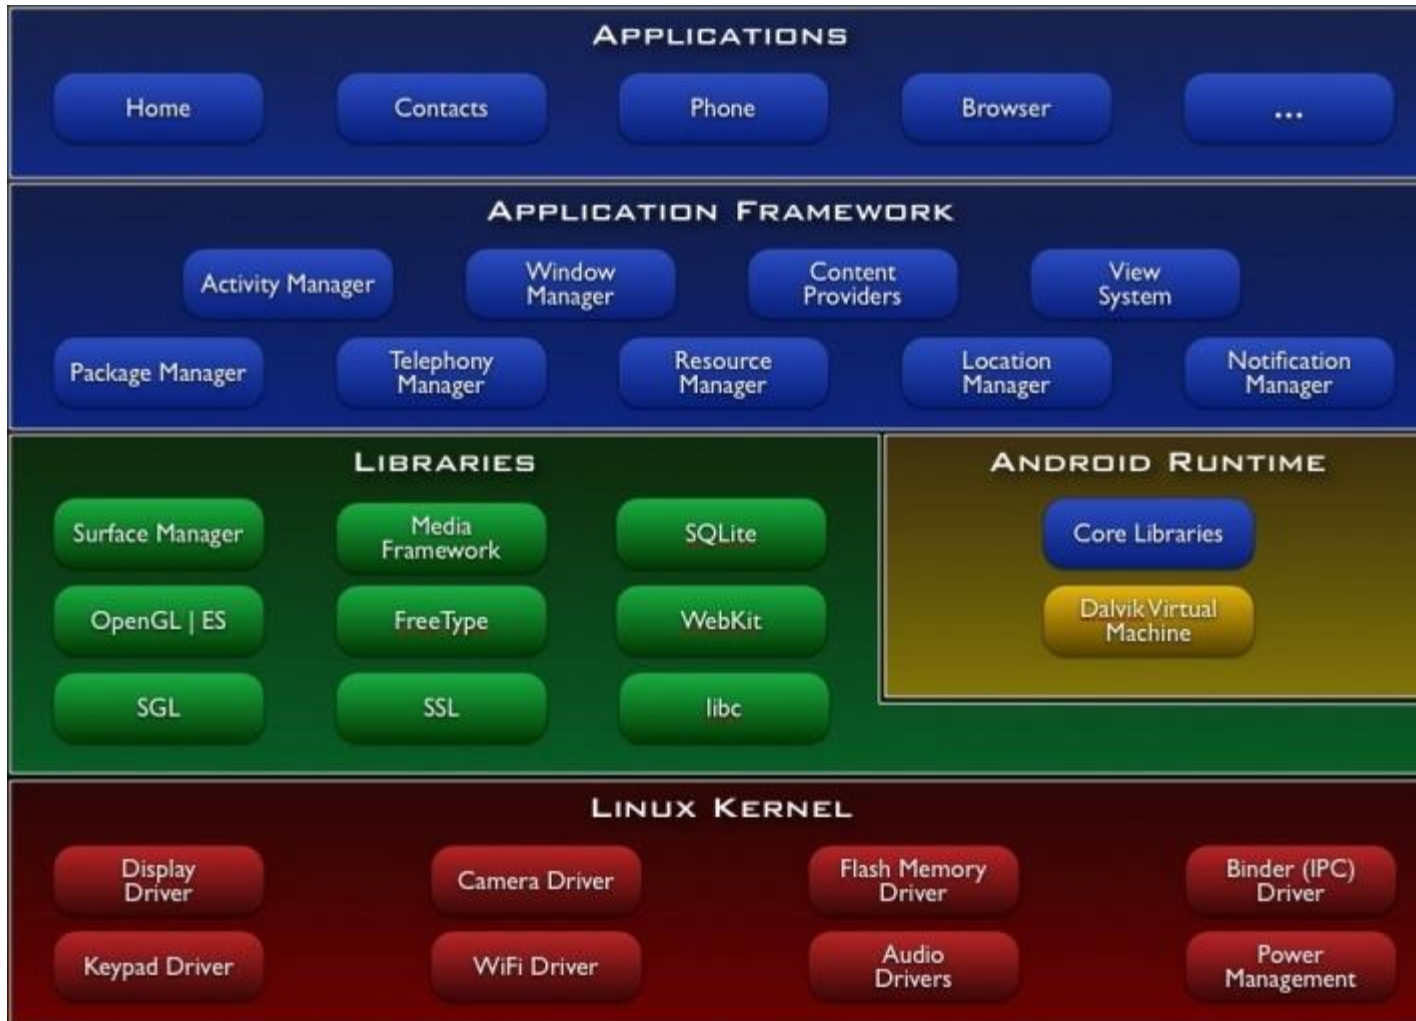 APPLICATIONS
Home
Contacts
Phone
Browser
...
APPLICATION FRAMEWORK
Activity Manager
Window
Manager
Content
Providers
View
System
Package Manager
Telephony
Manager
Resource
Manager
Location
Manager
Notification
Manager
LIBRARIES
Surface Manager
Media
Framework
SQLite
OpenGL | ES
FreeType
WebKit
SGL
SSL
libc
ANDROID RUNTIME
Core Libraries
Dalvik Virtual
Machine
LINUX KERNEL
Display
Driver
Camera Driver
Flash Memory
Driver
Binder (IPC)
Driver
Keypad Driver
WiFi Driver
Audio
Drivers
Power
Management